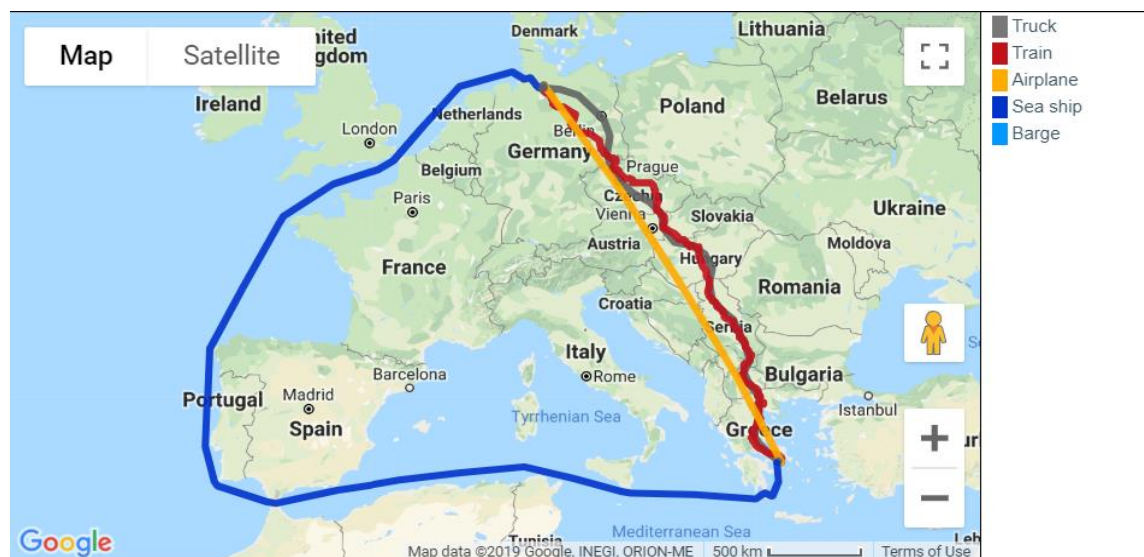 Map
Satellite
United
Kingdom
Denmark
Lithuania
Ireland
London
Netherlands
Berlin
Poland
Belarus
Belgium
Germany
Prague
Paris
Czechia
Vienna
Slovakia
Ukraine
Austria
Hungary
Moldova
France
Romania
Croatia
Serbia
Italy
Rome
Bulgaria
Barcelona
Istanbul
Portugal
Madrid
Spain
Tyrrhenian Sea
Greece
Mediterranean Sea
Tunisia
Google
Map data ©2019 Google, INEGI, ORION-ME
500 km
Terms of Use
Truck
Train
Airplane
Sea ship
Barge